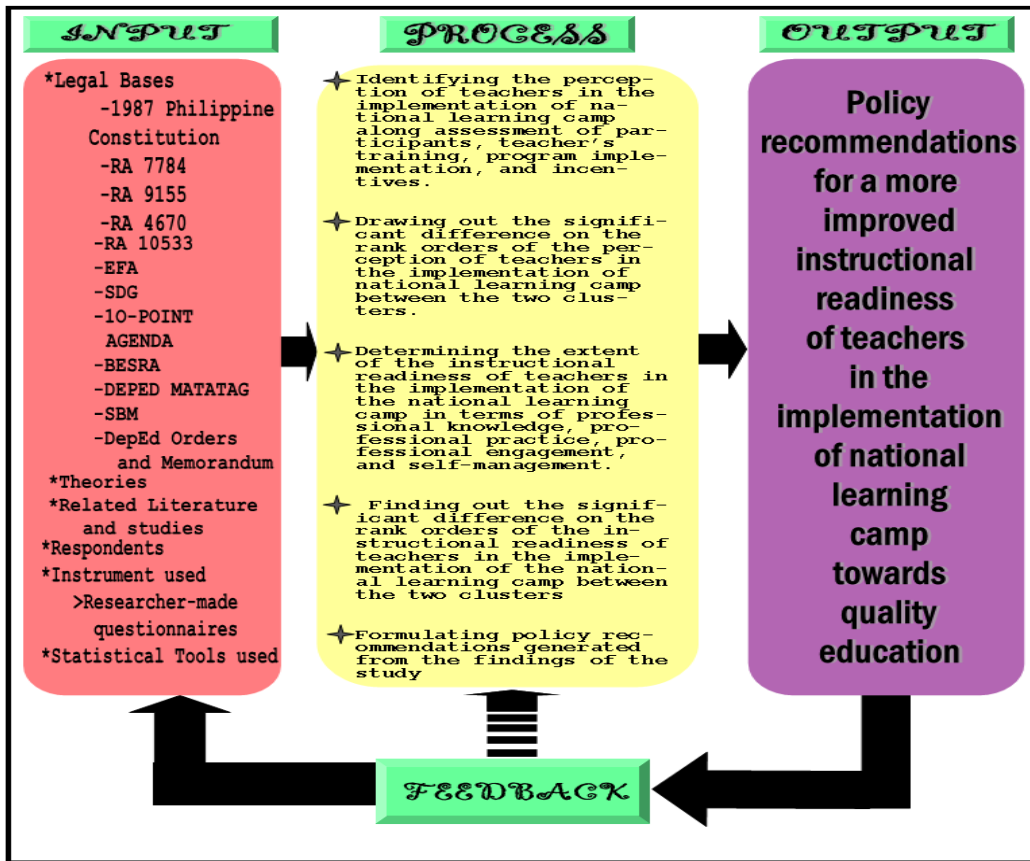 INPUT
*Legal Bases
-1987 Philippine
Constitution
-RA 7784
-RA 9155
-RA 4670
-RA 10533
-EFA
-SDG
-10-POINT
AGENDA
-BESRA
-DEPED MATATAG
-SBM
-DepEd Orders
and Memorandum
*Theories
*Related Literature
and studies
*Respondents
*Instrument used
>Researcher-made
questionnaires
*Statistical Tools used
PROCESS
Identifying the percep-
tion of teachers in the
implementation of na-
tional learning camp
along assessment of par-
ticipants, teacher's
training, program imple-
mentation, and incen-
tives.
Drawing out the signifi-
cant difference on the
rank orders of the per-
ception of teachers in
the implementation of
national learning camp
between the two clus-
ters.
Determining the extent
of the instructional
readiness of teachers in
the implementation of
the national learning
camp in terms of profes-
sional knowledge, pro-
fessional practice, pro-
fessional engagement,
and self-management.
Finding out the signif-
icant difference on the
rank orders of the in-
structional readiness of
teachers in the imple-
mentation of the nation-
al learning camp between
the two clusters
Formulating policy rec-
ommendations generated
from the findings of the
study
OUTPUT
Policy
recommendations
for a more
improved
instructional
readiness
of teachers
in the
implementation
of national
learning
camp
towards
quality
education
FEEDBACK